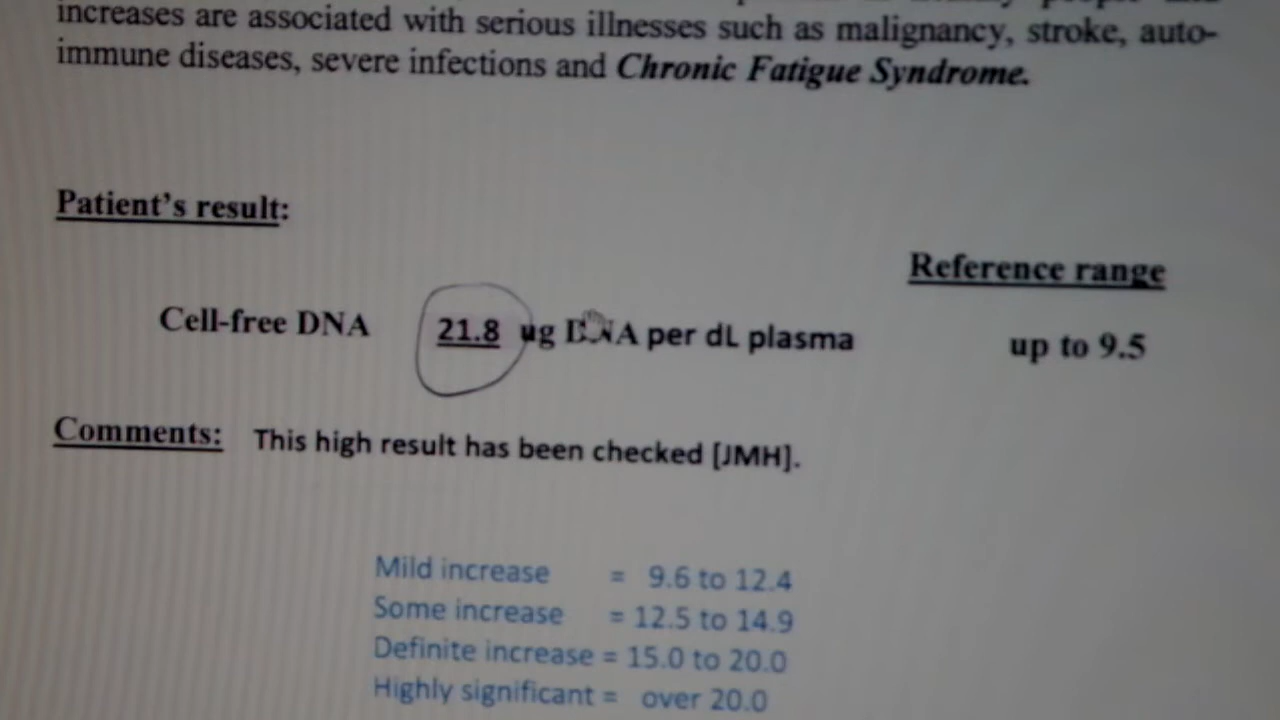 increases are associated with serious illnesses such as malignancy, stroke, auto-
immune diseases, severe infections and Chronic Fatigue Syndrome.
Patient's result:
Reference range
Cell-free DNA 21.8 ug DNA per dL plasma up to 9.5
Comments: This high result has been checked [JMH].
Mild increase = 9.6 to 12.4
Some increase = 12.5 to 14.9
Definite increase = 15.0 to 20.0
Highly significant = over 20.0